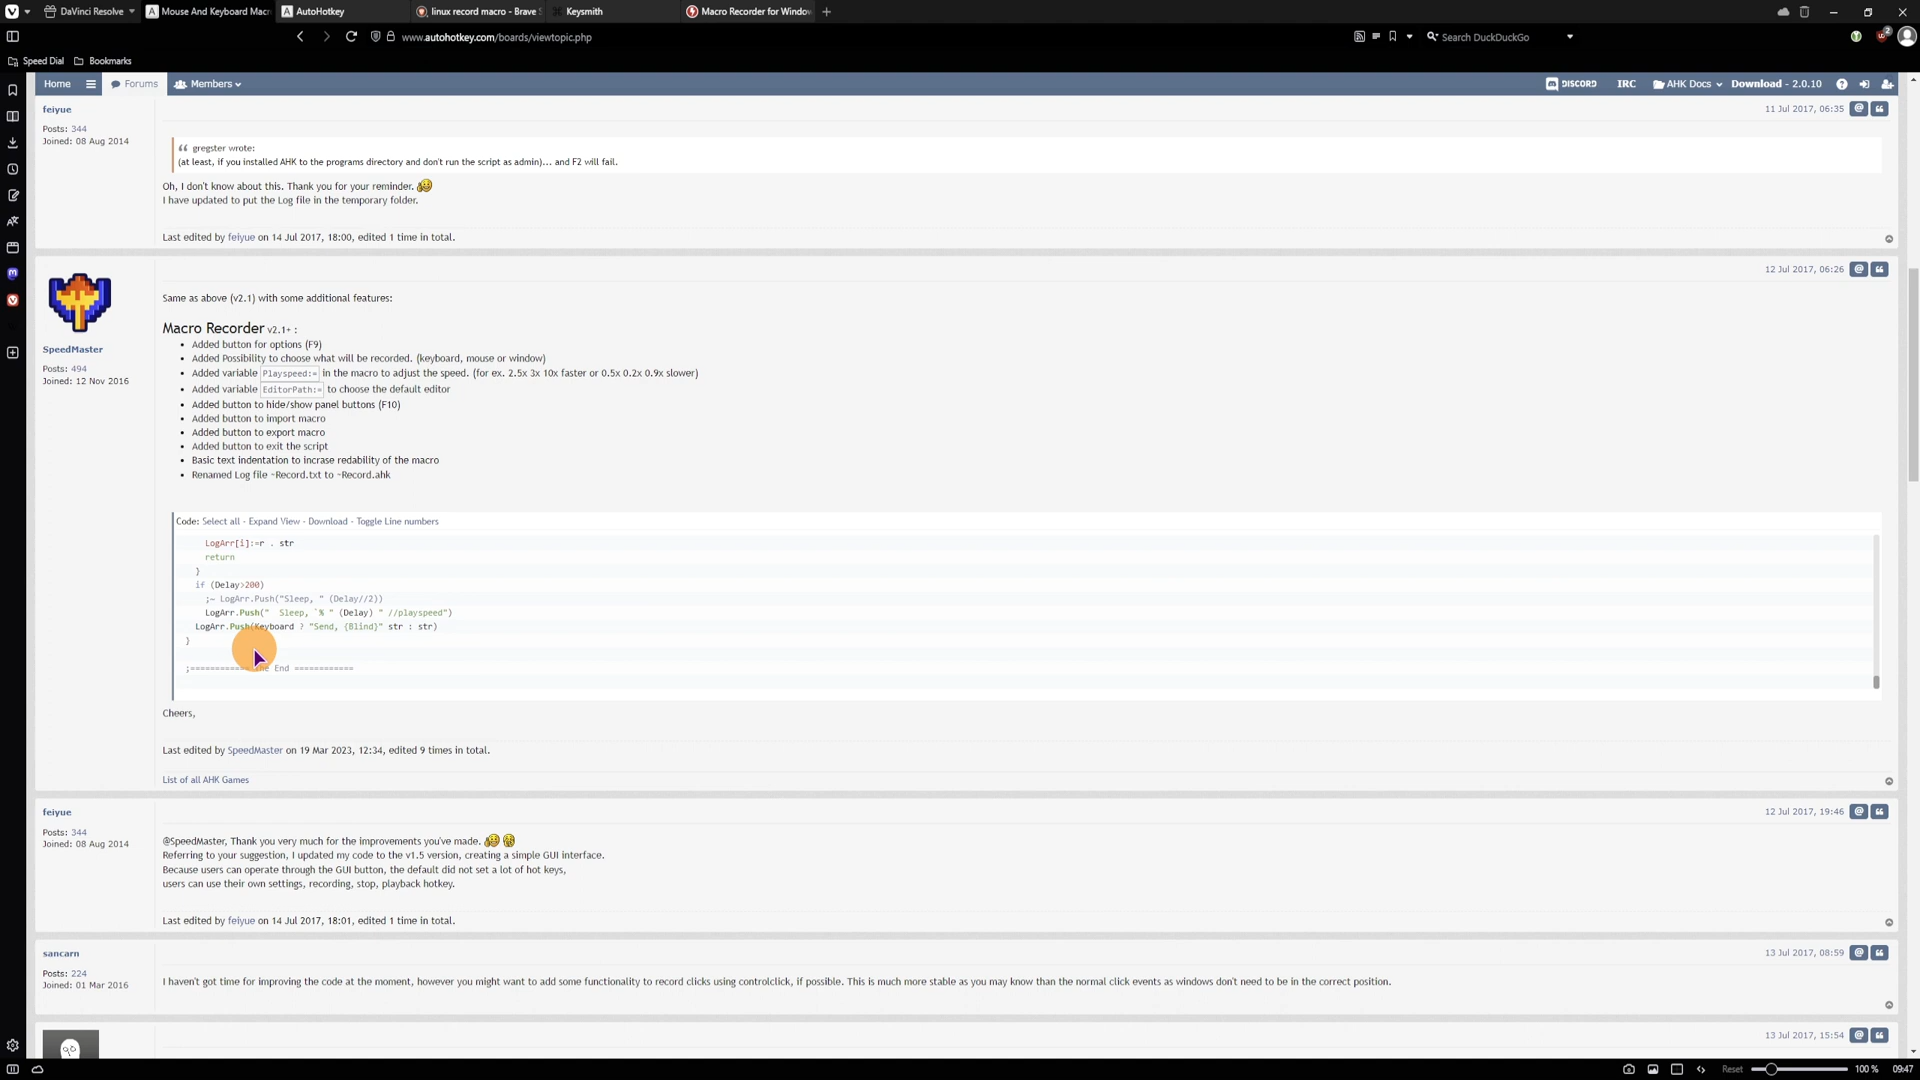 DaVinci Resolve
Mouse And Keyboard Macr
AutoHotkey
linux record macro - Brave S
Keysmith
Macro Recorder for Window
www.autohotkey.com/boards/viewtopic.php
Search DuckDuckGo
2
Speed Dial
Bookmarks
Home
Forums
Members
DISCORD
IRC
AHK Docs
Download - 2.0.10
feiyue
11 Jul 2017, 06:35
Posts: 344
Joined: 08 Aug 2014
gregster wrote:
(at least, if you installed AHK to the programs directory and don't run the script as admin)... and F2 will fail.
Oh, I don't know about this. Thank you for your reminder.
I have updated to put the Log file in the temporary folder.
Last edited by feiyue on 14 Jul 2017, 18:00, edited 1 time in total.
12 Jul 2017, 06:26
SpeedMaster
Posts: 494
Joined: 12 Nov 2016
Same as above (v2.1) with some additional features:
Macro Recorder v2.1+ :
• Added button for options (F9)
• Added Possibility to choose what will be recorded. (keyboard, mouse or window)
• Added variable Playspeed:= in the macro to adjust the speed. (for ex. 2.5x 3x 10x faster or 0.5x 0.2x 0.9x slower)
• Added variable EditorPath:= to choose the default editor
• Added button to hide/show panel buttons (F10)
• Added button to import macro
• Added button to export macro
• Added button to exit the script
• Basic text indentation to incrase redability of the macro
• Renamed Log file ~Record.txt to ~Record.ahk
Code: Select all - Expand View - Download - Toggle Line numbers
LogArr[i]:=r . str
return
}
if (Delay>200)
;~ LogArr.Push("Sleep, " (Delay//2))
LogArr.Push("  Sleep, `% " (Delay) " //playspeed")
LogArr.Push(Keyboard ? "Send, {Blind}" str : str)
}
;============ The End ============
Cheers,
Last edited by SpeedMaster on 19 Mar 2023, 12:34, edited 9 times in total.
List of all AHK Games
feiyue
12 Jul 2017, 19:46
Posts: 344
Joined: 08 Aug 2014
@SpeedMaster, Thank you very much for the improvements you've made.
Referring to your suggestion, I updated my code to the v1.5 version, creating a simple GUI interface.
Because users can operate through the GUI button, the default did not set a lot of hot keys,
users can use their own settings, recording, stop, playback hotkey.
Last edited by feiyue on 14 Jul 2017, 18:01, edited 1 time in total.
sancarn
13 Jul 2017, 08:59
Posts: 224
Joined: 01 Mar 2016
I haven't got time for improving the code at the moment, however you might want to add some functionality to record clicks using controlclick, if possible. This is much more stable as you may know than the normal click events as windows don't need to be in the correct position.
13 Jul 2017, 15:54
Reset
100 %
09:47